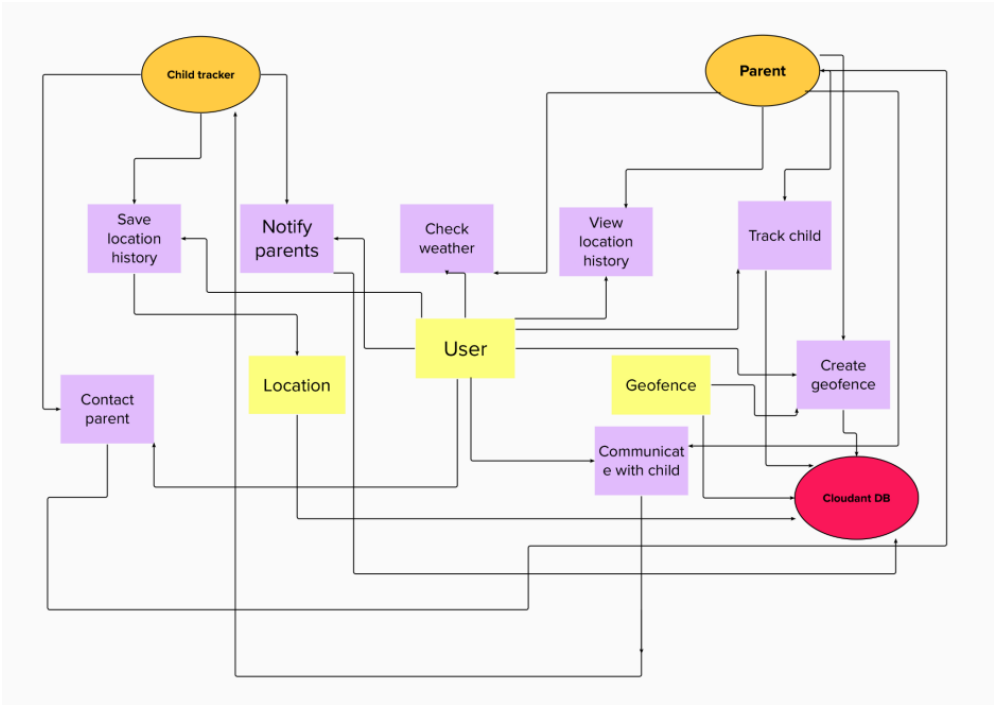 Child tracker
Parent
Save
location
history
Notify
parents
Check
weather
View
location
history
Track child
User
Location
Geofence
Create
geofence
Contact
parent
Communicat
e with child
Cloudant DB